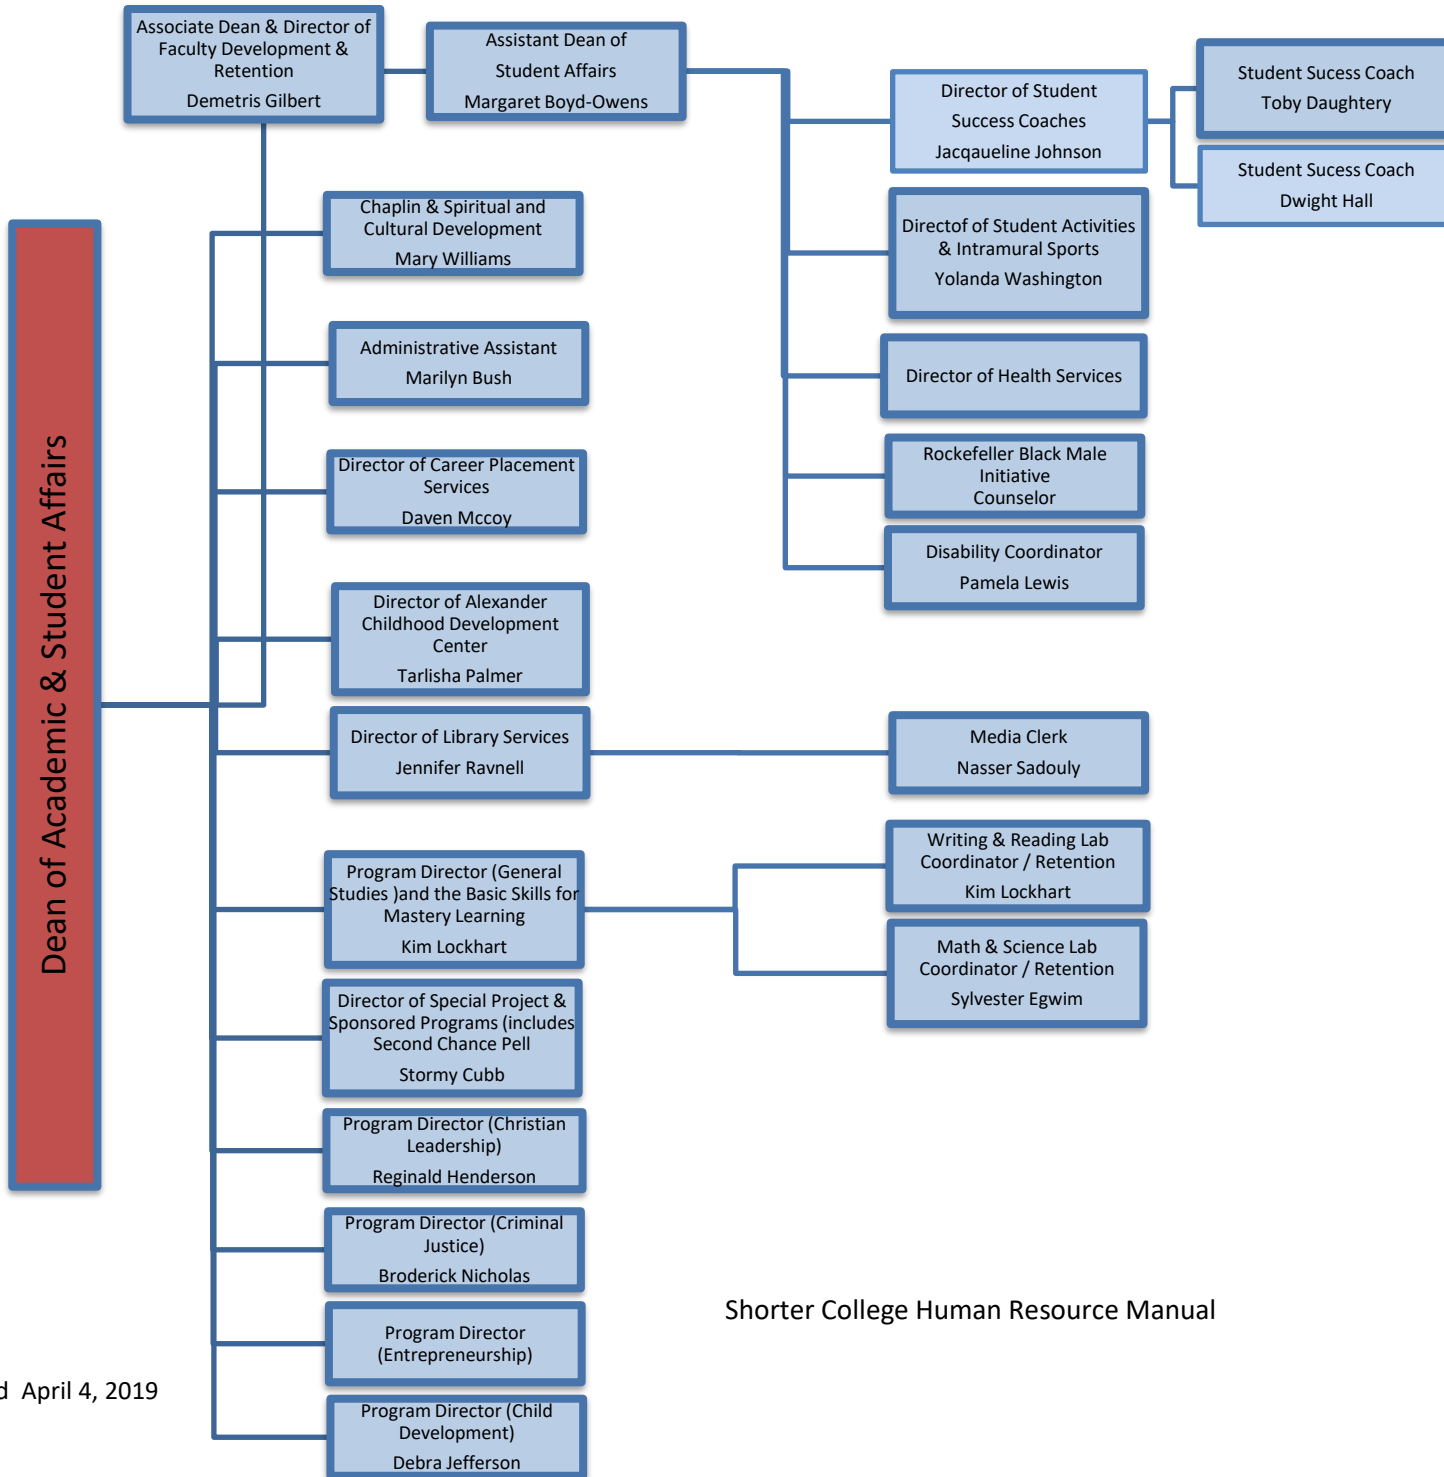 Associate Dean & Director of
Faculty Development &
Retention
Demetris Gilbert
Assistant Dean of
Student Affairs
Margaret Boyd-Owens
Director of Student
Success Coaches
Jacqaueline Johnson
Student Sucess Coach
Toby Daughtery
Student Sucess Coach
Dwight Hall
Chaplin & Spiritual and
Cultural Development
Mary Williams
Directof of Student Activities
& Intramural Sports
Yolanda Washington
Administrative Assistant
Marilyn Bush
Director of Health Services
Director of Career Placement
Services
Daven Mccoy
Rockefeller Black Male
Initiative
Counselor
Disability Coordinator
Pamela Lewis
Director of Alexander
Childhood Development
Center
Tarlisha Palmer
Dean of Academic & Student Affairs
Director of Library Services
Jennifer Ravnell
Media Clerk
Nasser Sadouly
Program Director (General
Studies )and the Basic Skills for
Mastery Learning
Kim Lockhart
Writing & Reading Lab
Coordinator / Retention
Kim Lockhart
Math & Science Lab
Coordinator / Retention
Sylvester Egwim
Director of Special Project &
Sponsored Programs (includes
Second Chance Pell
Stormy Cubb
Program Director (Christian
Leadership)
Reginald Henderson
Program Director (Criminal
Justice)
Broderick Nicholas
Program Director
(Entrepreneurship)
Program Director (Child
Development)
Debra Jefferson
Shorter College Human Resource Manual
April 4, 2019